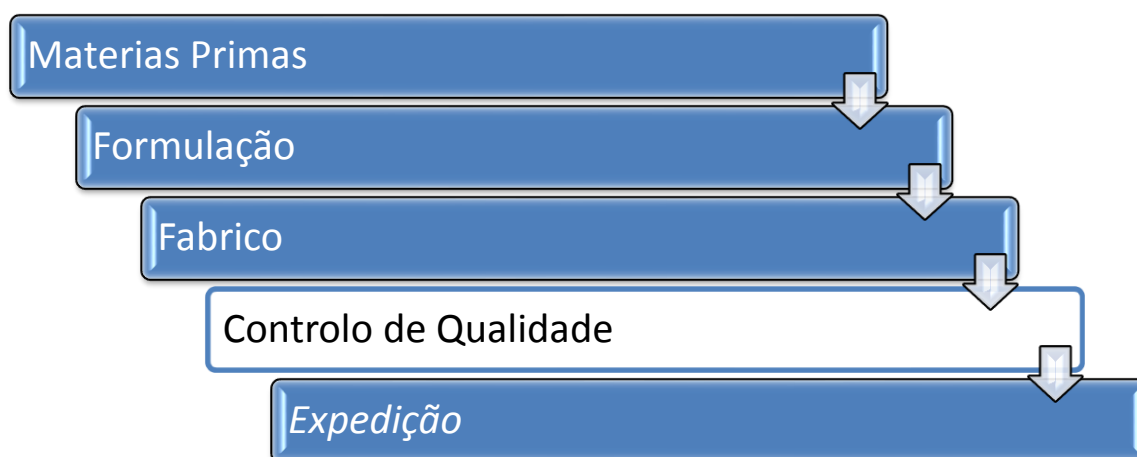 Materias Primas
Formulação
Fabrico
Controlo de Qualidade
Expedição